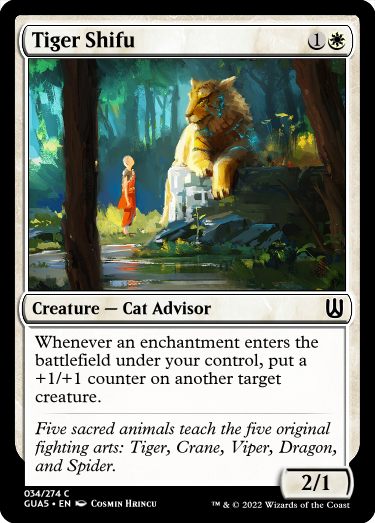 Tiger Shifu 1
Creature — Cat Advisor
Whenever an enchantment enters the
battlefield under your control, put a
+1/+1 counter on another target
creature.
Five sacred animals teach the five original
fighting arts: Tiger, Crane, Viper, Dragon,
and Spider.
2/1
034/274 C
GUA5 • EN Cosmin Hrincu
™ & © 2022 Wizards of the Coast